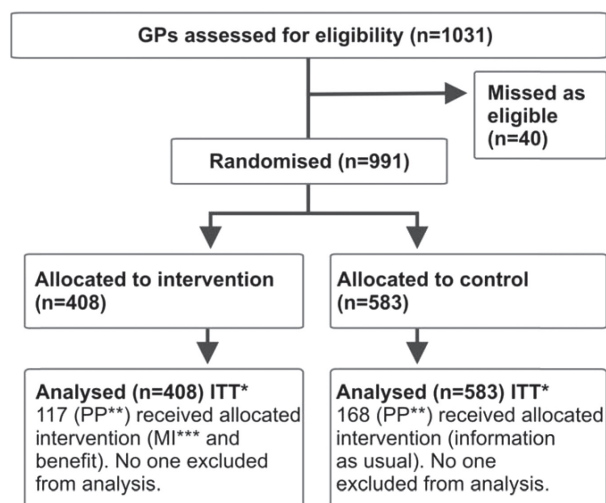 GPs assessed for eligibility (n=1031)
Missed as
eligible
(n=40)
Randomised (n=991)
Allocated to intervention
(n=408)
Allocated to control
(n=583)
Analysed (n=408) ITT*
117 (PP**) received allocated
intervention (MI*** and
benefit). No one excluded
from analysis.
Analysed (n=583) ITT*
168 (PP**) received allocated
intervention (information
as usual). No one
excluded from analysis.